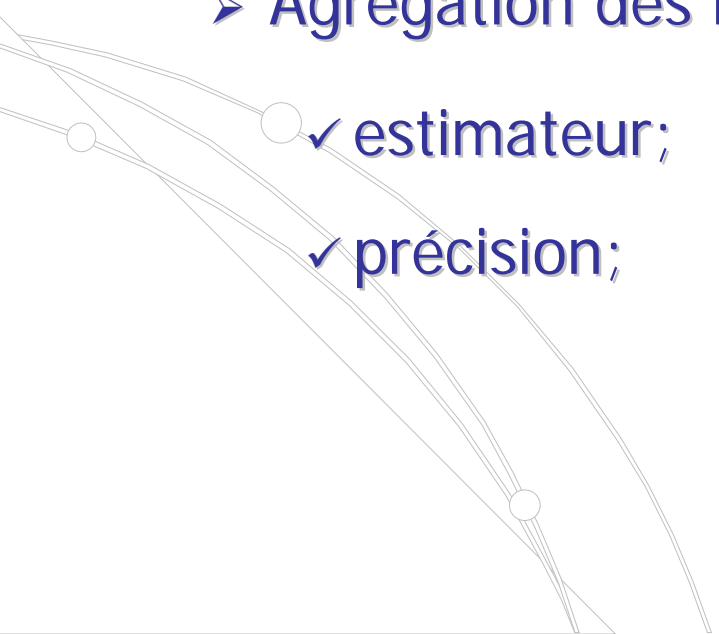 ➢ Agrégation des
✓ estimateur;
✓ précision;